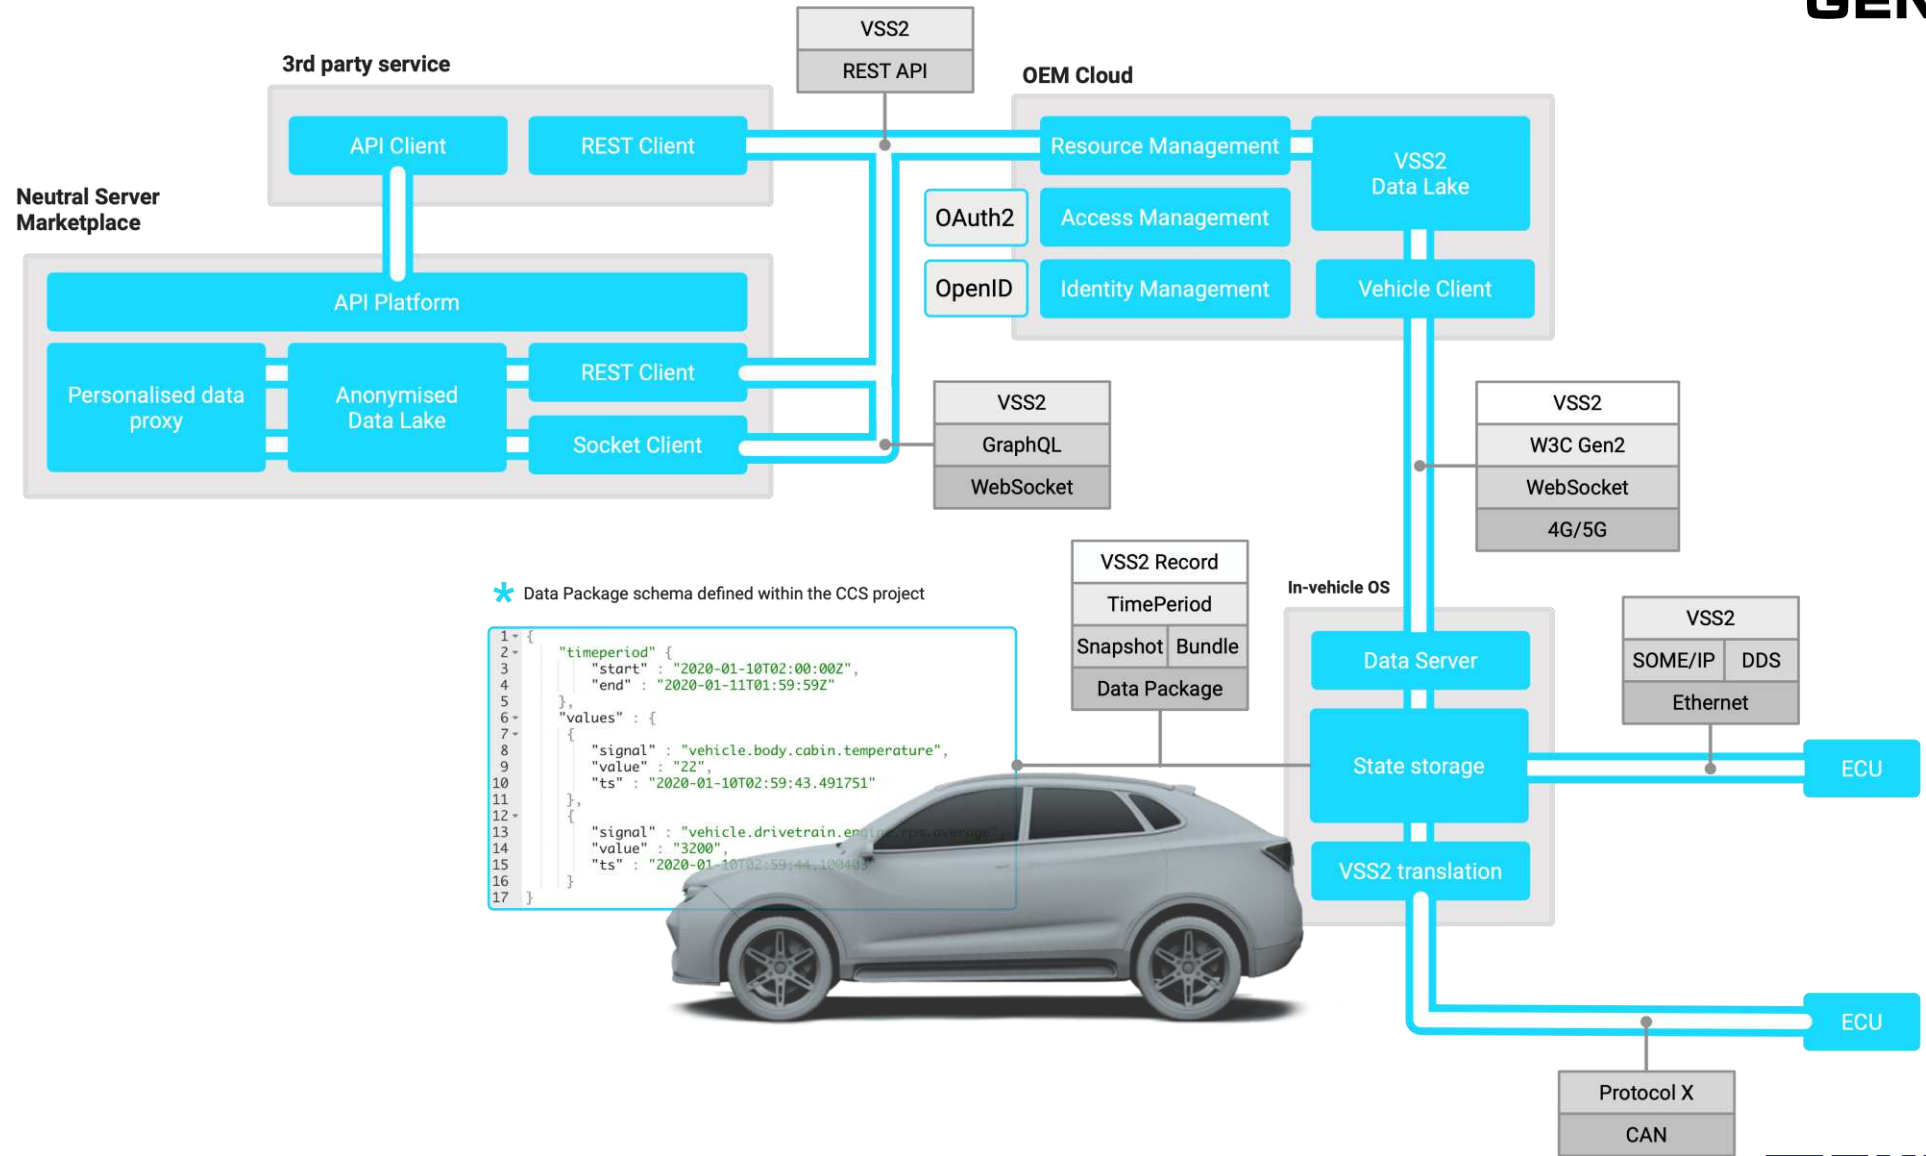 GEN
VSS2
REST API
3rd party service
API Client
REST Client
OEM Cloud
Resource Management
VSS2
Data Lake
OAuth2
Access Management
OpenID
Identity Management
Vehicle Client
Neutral Server
Marketplace
API Platform
Personalised data
proxy
Anonymised
Data Lake
REST Client
Socket Client
VSS2
GraphQL
WebSocket
VSS2
W3C Gen2
WebSocket
4G/5G
VSS2 Record
TimePeriod
Snapshot Bundle
Data Package
* Data Package schema defined within the CCS project
1 {
2 "timeperiod" {
3 "start" : "2020-01-10T02:00:00Z",
4 "end" : "2020-01-11T01:59:59Z"
5 },
6 "values" : {
7 {
8 "signal" : "vehicle.body.cabin.temperature",
9 "value" : "22",
10 "ts" : "2020-01-10T02:59:43.491751"
11 },
12 {
13 "signal" : "vehicle.drivetrain.engine.rpm.average",
14 "value" : "3200",
15 "ts" : "2020-01-10T02:59:44.100403"
16 }
17 }
In-vehicle OS
Data Server
State storage
VSS2 translation
VSS2
SOME/IP DDS
Ethernet
ECU
ECU
Protocol X
CAN